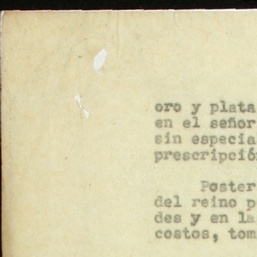 oro y plata
en el señor
sin especia
prescripció
Poster
del reino p
des y en la
costos, tom